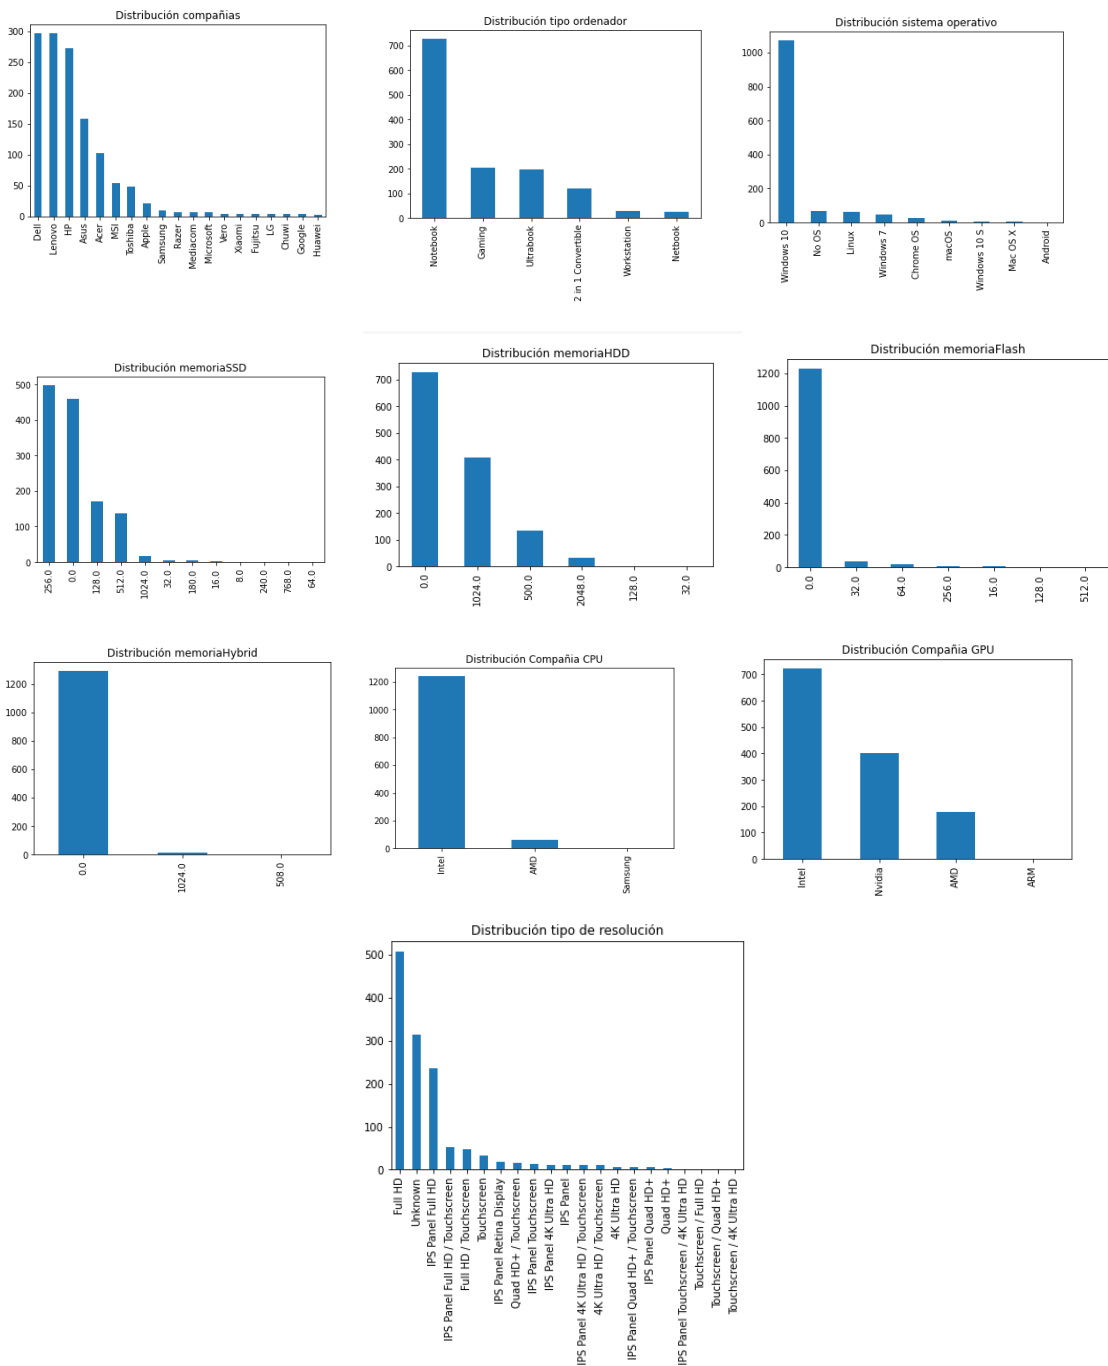 Distribución compañias
300
250
200
150
100
50
0
Dell
Lenovo
HP
Asus
Acer
MSI
Toshiba
Apple
Samsung
Razer
Mediacom
Microsoft
Vero
Xiaomi
Fujitsu
LG
Chuwi
Google
Huawei
Distribución tipo ordenador
700
600
500
400
300
200
100
0
Notebook
Gaming
Ultrabook
2 in 1 Convertible
Workstation
Netbook
Distribución sistema operativo
1000
800
600
400
200
0
Windows 10
No OS
Linux
Windows 7
Chrome OS
macOS
Windows 10 S
Mac OS X
Android
Distribución memoriaSSD
500
400
300
200
100
0
256.0
0.0
128.0
512.0
1024.0
32.0
180.0
16.0
8.0
240.0
768.0
64.0
Distribución memoriaHDD
700
600
500
400
300
200
100
0
0.0
1024.0
500.0
2048.0
128.0
32.0
Distribución memoriaFlash
1200
1000
800
600
400
200
0
0.0
32.0
64.0
256.0
16.0
128.0
512.0
Distribución memoriaHybrid
1200
1000
800
600
400
200
0
0.0
1024.0
508.0
Distribución Compañia CPU
1200
1000
800
600
400
200
0
Intel
AMD
Samsung
Distribución Compañia GPU
700
600
500
400
300
200
100
0
Intel
Nvidia
AMD
ARM
Distribución tipo de resolución
500
400
300
200
100
0
Full HD
Unknown
IPS Panel Full HD
IPS Panel Full HD / Touchscreen
Full HD / Touchscreen
Touchscreen
IPS Panel Retina Display
Quad HD+ / Touchscreen
IPS Panel Touchscreen
IPS Panel 4K Ultra HD
IPS Panel
IPS Panel 4K Ultra HD / Touchscreen
4K Ultra HD / Touchscreen
4K Ultra HD
IPS Panel Quad HD+ / Touchscreen
IPS Panel Quad HD+
Quad HD+
IPS Panel Touchscreen / 4K Ultra HD
Touchscreen / Full HD
Touchscreen / Quad HD+
Touchscreen / 4K Ultra HD